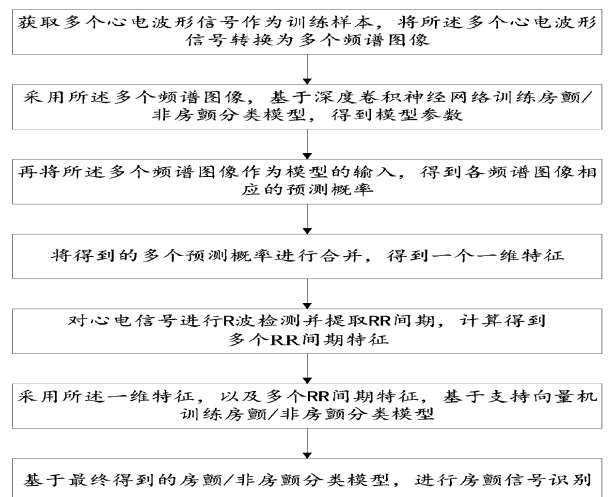 获取多个心电波形信号作为训练样本，将所述多个心电波形
信号转换为多个频谱图像
采用所述多个频谱图像，基于深度卷积神经网络训练房颤/
非房颤分类模型，得到模型参数
再将所述多个频谱图像作为模型的输入，得到各频谱图像相
应的预测概率
将得到的多个预测概率进行合并，得到一个一维特征
对心电信号进行R波检测并提取RR间期，计算得到
多个RR间期特征
采用所述一维特征，以及多个RR间期特征，基于支持向量机
训练房颤/非房颤分类模型
基于最终得到的房颤/非房颤分类模型，进行房颤信号识别